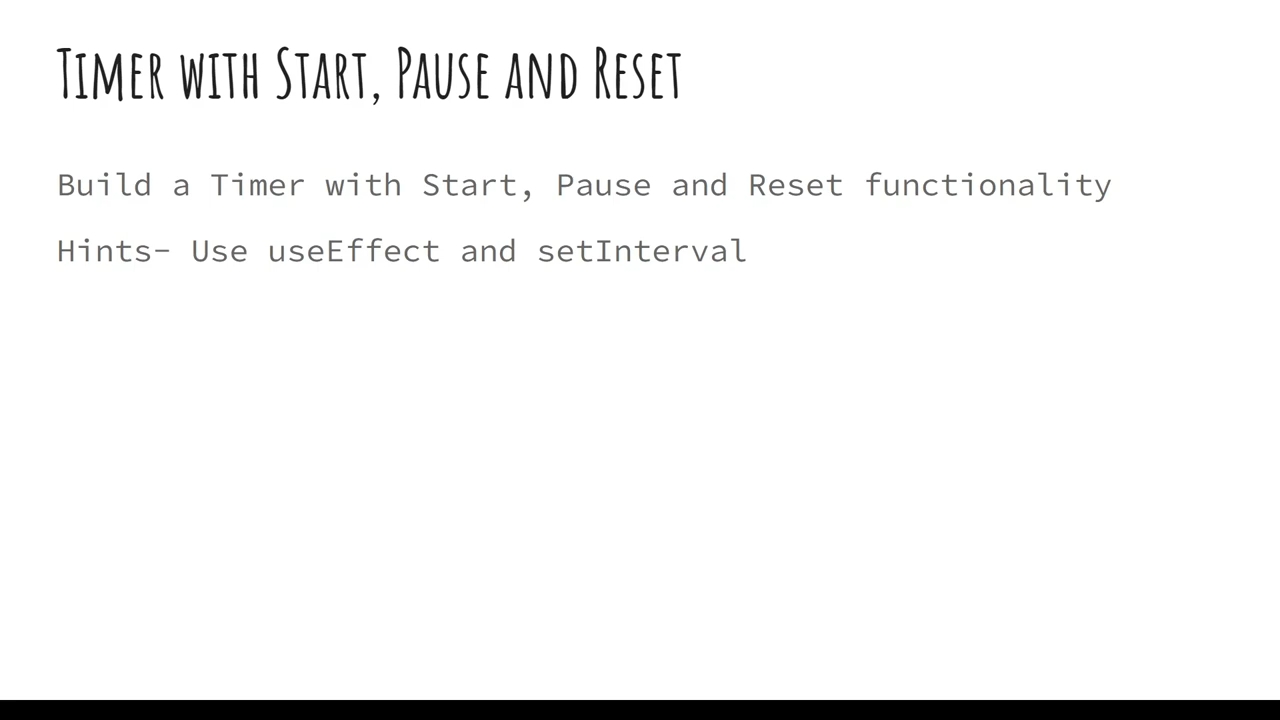 Timer with Start, Pause and Reset
Build a Timer with Start, Pause and Reset functionality
Hints- Use useEffect and setInterval